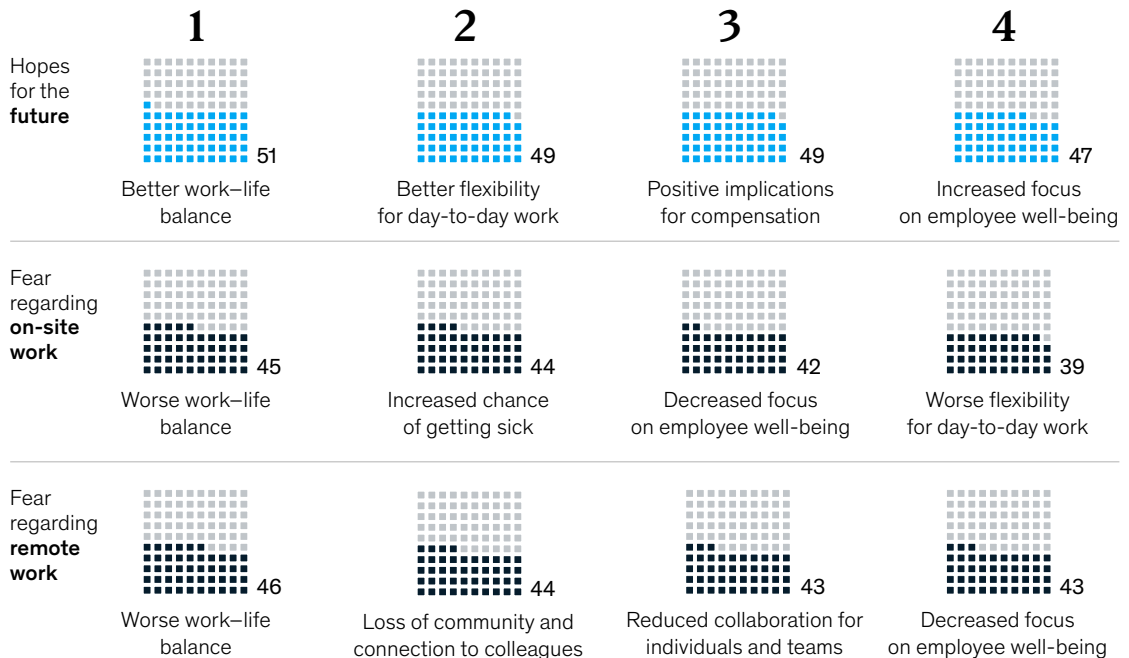 1
2
3
4
Hopes
for the
future
51
49
49
47
Better work–life
balance
Better flexibility
for day-to-day work
Positive implications
for compensation
Increased focus
on employee well-being
Fear
regarding
on-site
work
45
44
42
39
Worse work–life
balance
Increased chance
of getting sick
Decreased focus
on employee well-being
Worse flexibility
for day-to-day work
Fear
regarding
remote
work
46
44
43
43
Worse work–life
balance
Loss of community and
connection to colleagues
Reduced collaboration for
individuals and teams
Decreased focus
on employee well-being